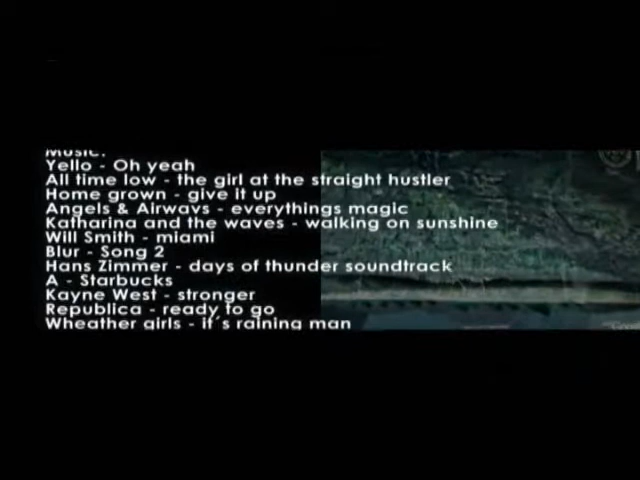 Music:
Yello - Oh yeah
All time low - the girl at the straight hustler
Home grown - give it up
Angels & Airwavs - everythings magic
Katharina and the waves - walking on sunshine
Will Smith - miami
Blur - Song 2
Hans Zimmer - days of thunder soundtrack
A - Starbucks
Kayne West - stronger
Republica - ready to go
Wheather girls - it´s raining man